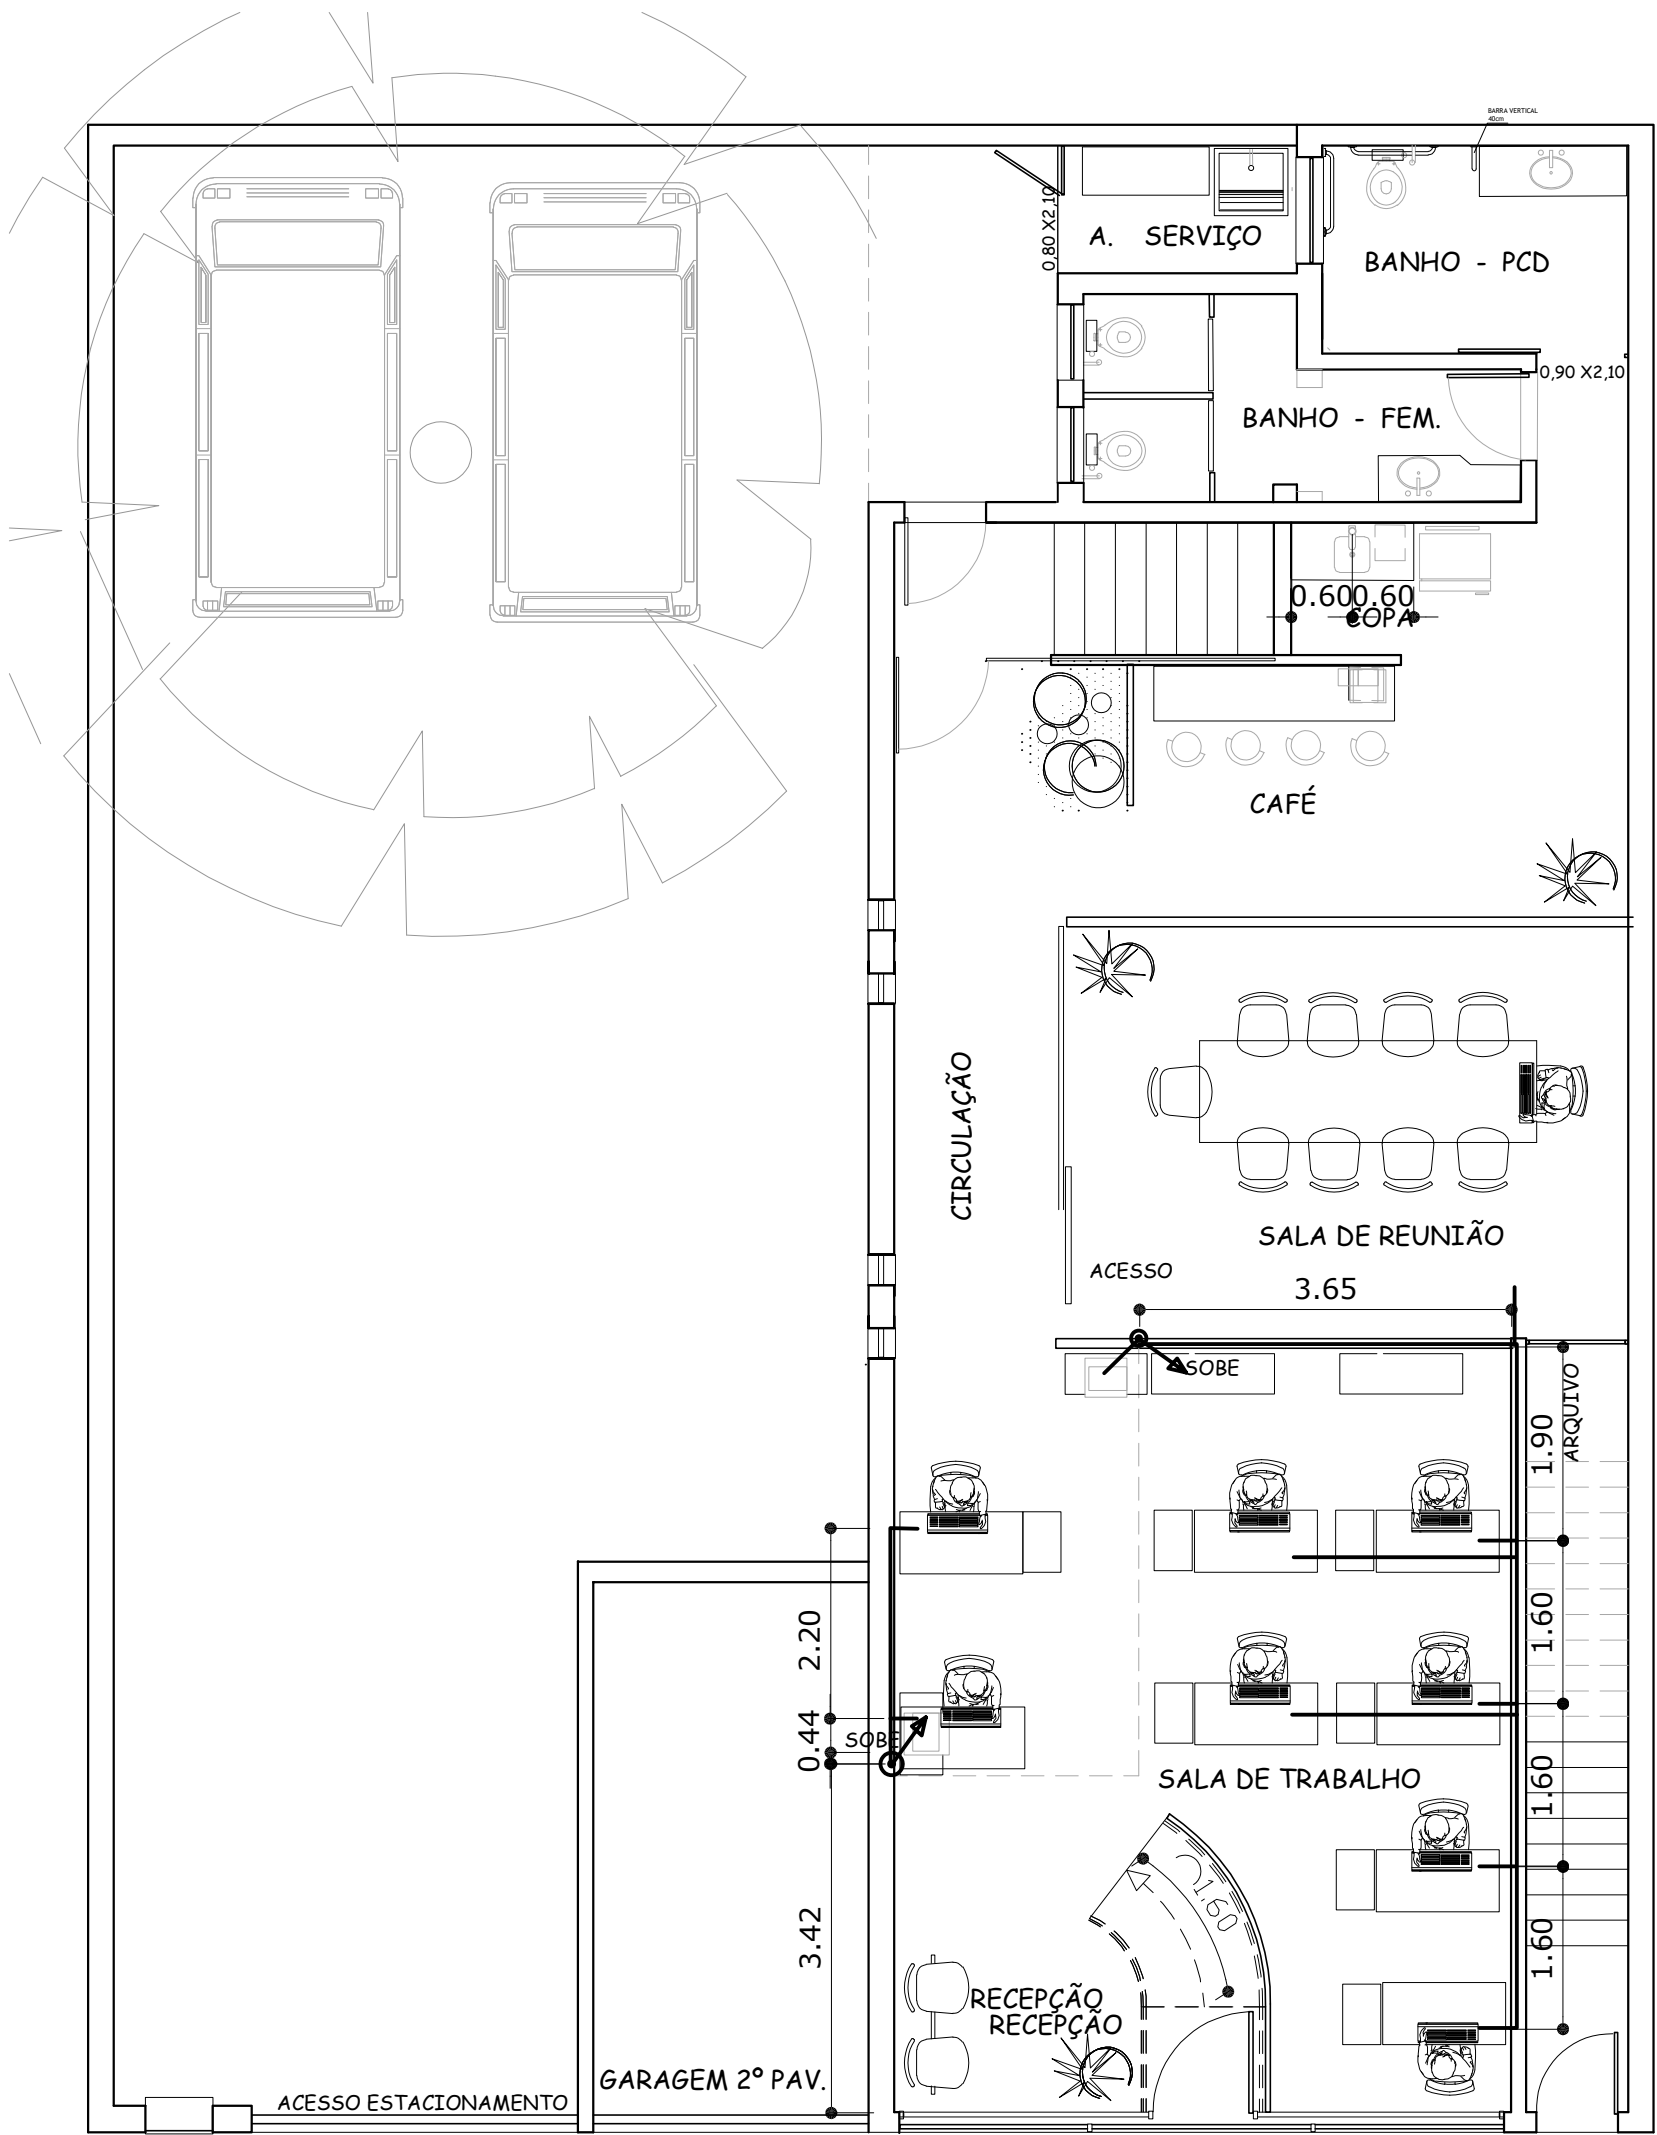 BARRA VERTICAL
40cm
0,80 X2,10
A. SERVIÇO
BANHO - PCD
0,90 X2,10
BANHO - FEM.
0.60
0.60
COPA
CAFÉ
CIRCULAÇÃO
SALA DE REUNIÃO
ACESSO
3.65
SOBE
ARQUIVO
1.90
1.60
2.20
0.44
SOBE
SALA DE TRABALHO
1.60
1.60
3.42
1.60
RECEPÇÃO
RECEPÇÃO
GARAGEM 2º PAV.
ACESSO ESTACIONAMENTO